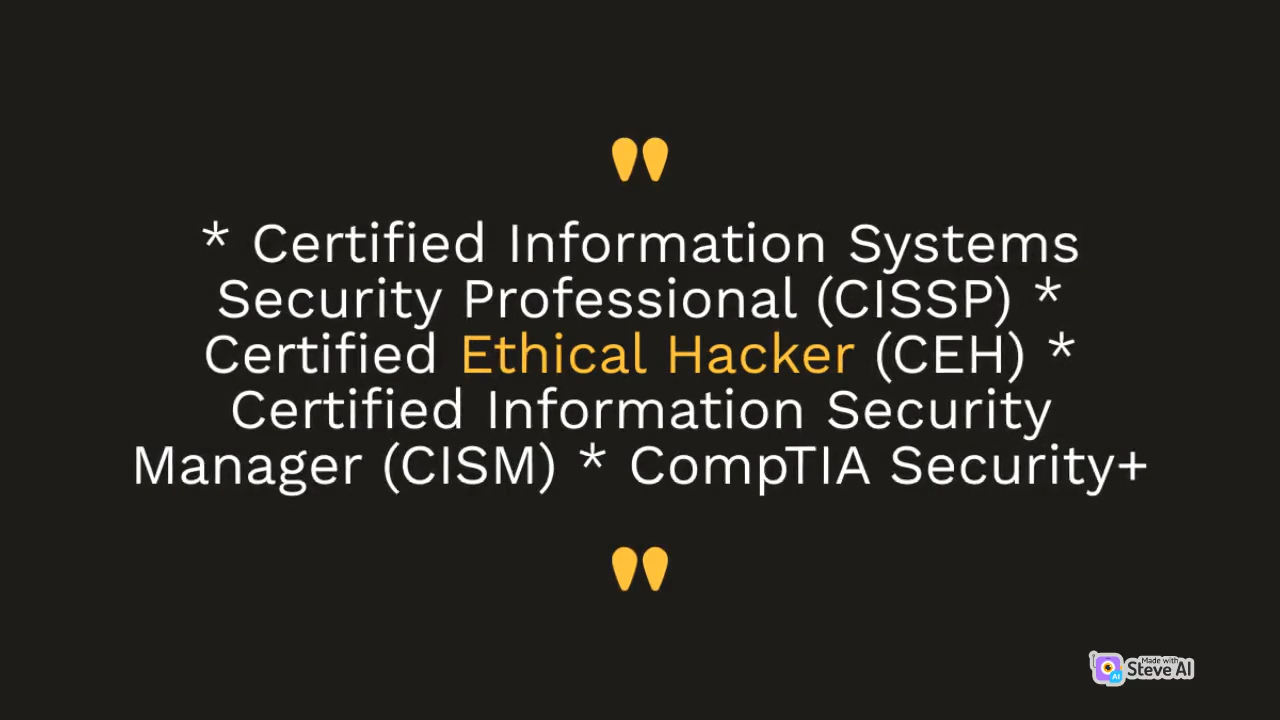 "
* Certified Information Systems
Security Professional (CISSP) *
Certified Ethical Hacker (CEH) *
Certified Information Security
Manager (CISM) * CompTIA Security+
"
Made with
Steve AI
AI